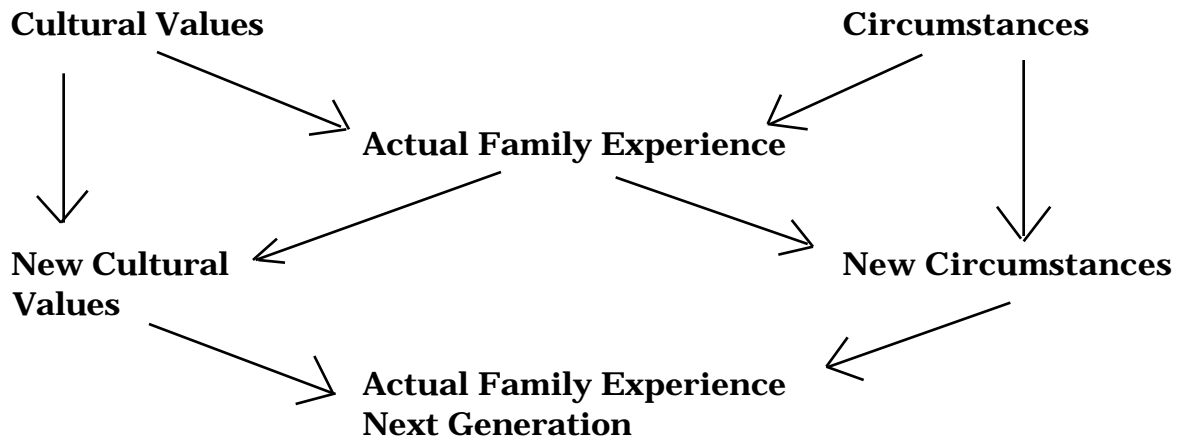 Cultural Values
Circumstances
Actual Family Experience
New Cultural
Values
New Circumstances
Actual Family Experience
Next Generation